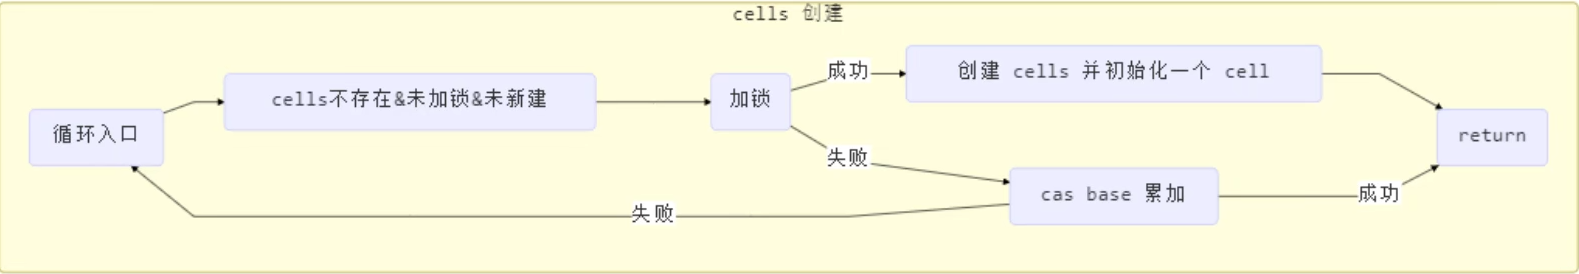 cells 创建
循环入口
cells不存在&未加锁&未新建
加锁
成功
创建 cells 并初始化一个 cell
失败
cas base 累加
成功
return
失败